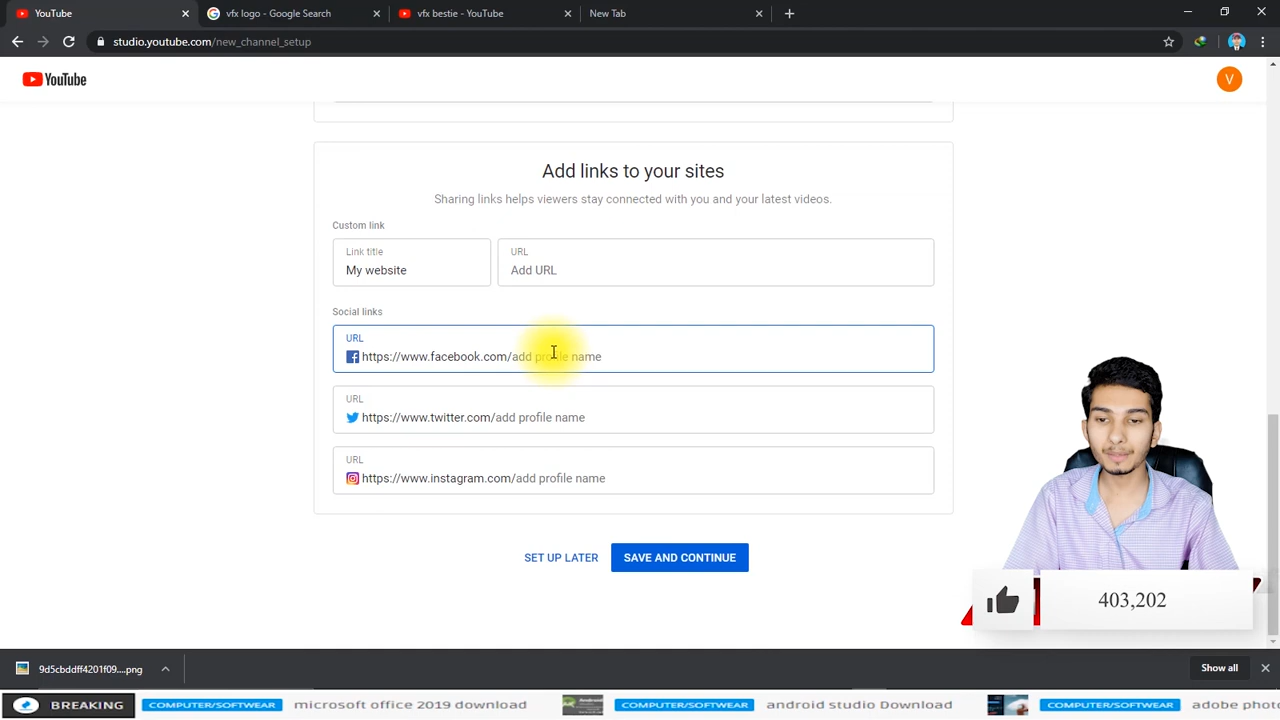 YouTube
vfx logo - Google Search
vfx bestie - YouTube
New Tab
studio.youtube.com/new_channel_setup
YouTube
V
Add links to your sites
Sharing links helps viewers stay connected with you and your latest videos.
Custom link
Link title
My website
URL
Add URL
Social links
URL
https://www.facebook.com/add profile name
URL
https://www.twitter.com/add profile name
URL
https://www.instagram.com/add profile name
SET UP LATER
SAVE AND CONTINUE
403,202
9d5cbddff4201f09....png
Show all
BREAKING
COMPUTER/SOFTWEAR
microsoft office 2019 download
COMPUTER/SOFTWEAR
android studio Download
COMPUTER/SOFTWEAR
adobe phot